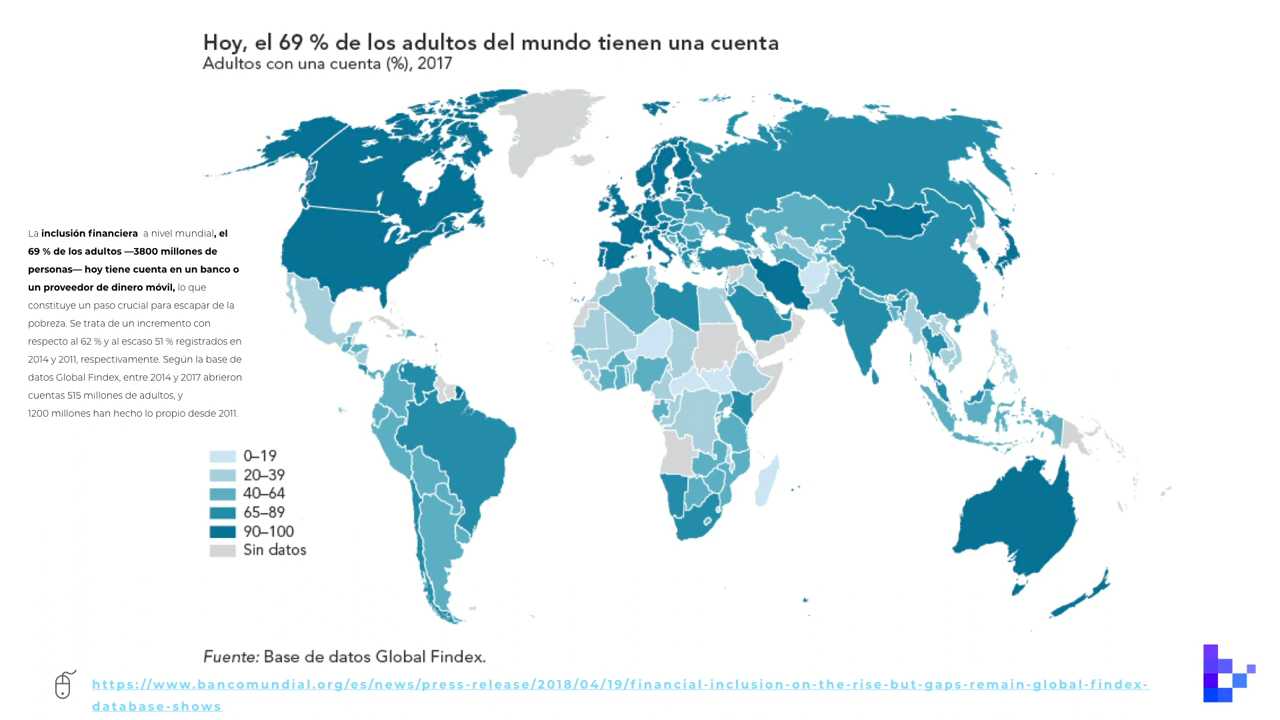 Hoy, el 69 % de los adultos del mundo tienen una cuenta
Adultos con una cuenta (%), 2017
La inclusión financiera a nivel mundial, el
69 % de los adultos —3800 millones de
personas— hoy tiene cuenta en un banco o
un proveedor de dinero móvil, lo que
constituye un paso crucial para escapar de la
pobreza. Se trata de un incremento con
respecto al 62 % y al escaso 51 % registrados en
2014 y 2011, respectivamente. Según la base de
datos Global Findex, entre 2014 y 2017 abrieron
cuentas 515 millones de adultos, y
1200 millones han hecho lo propio desde 2011.
0–19
20–39
40–64
65–89
90–100
Sin datos
Fuente: Base de datos Global Findex.
https://www.bancomundial.org/es/news/press-release/2018/04/19/financial-inclusion-on-the-rise-but-gaps-remain-global-findex-
database-shows